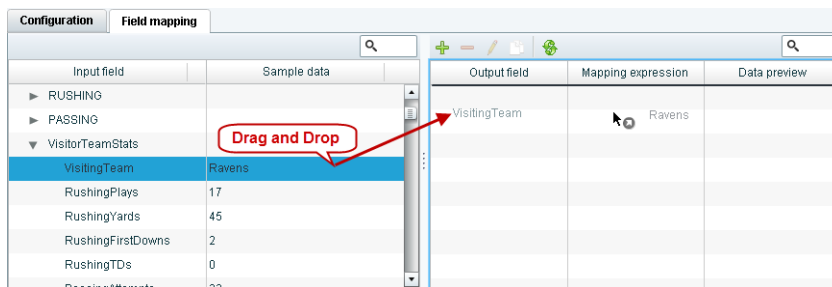 Configuration Field mapping
Input field Sample data Output field Mapping expression Data preview
RUSHING
PASSING
VisitorTeamStats
Drag and Drop
VisitingTeam Ravens
VisitingTeam Ravens
RushingPlays 17
RushingYards 45
RushingFirstDowns 2
RushingTDs 0